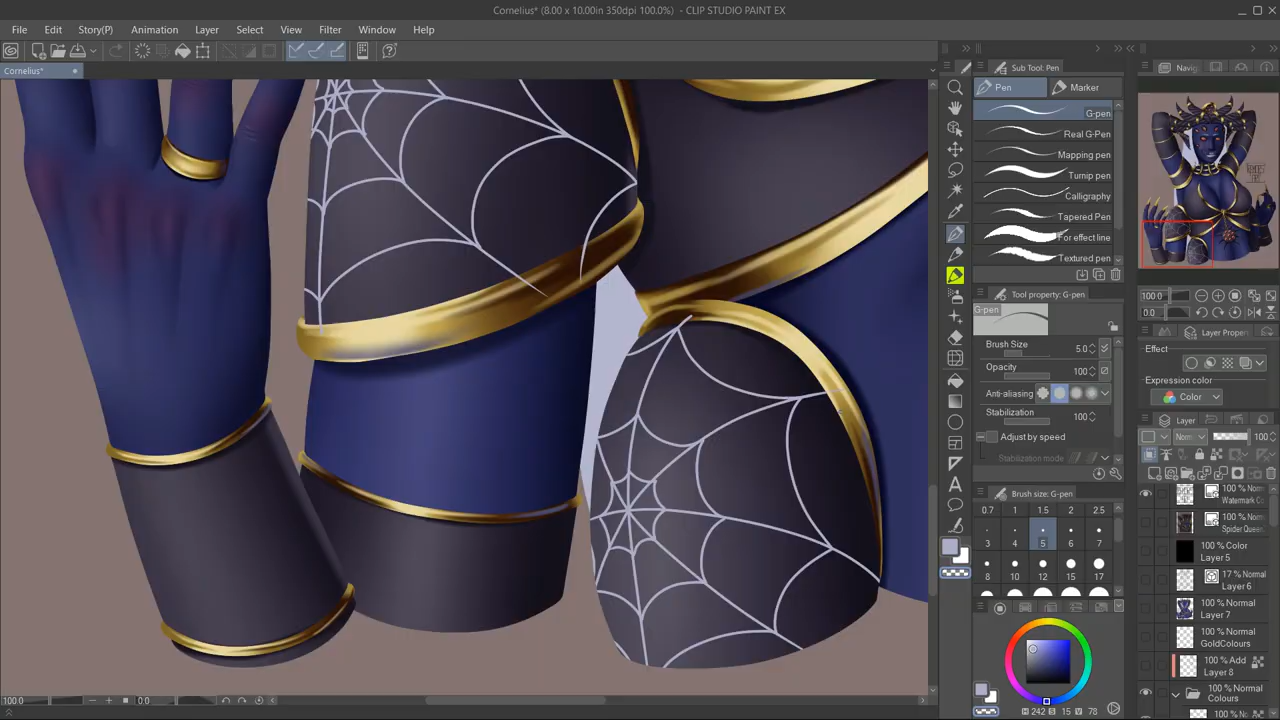 Cornelius* (8.00 x 10.00in 350dpi 100.0%) - CLIP STUDIO PAINT EX
File Edit Story(P) Animation Layer Select View Filter Window Help
Cornelius*
Sub Tool: Pen
Navig
Pen Marker
G-pen
Real G-Pen
Mapping pen
Turnip pen
Calligraphy
Tapered Pen
For effect line
Textured pen
Tool property: G-pen
G-pen
Brush Size 5.0
Opacity 100
Anti-aliasing
Stabilization 100
Adjust by speed
Stabilization mode
Brush size: G-pen
0.7 1 1.5 2 2.5
3 4 5 6 7
8 10 12 15 17
H 242 S 15 V 78
100.0
0.0
Layer Proper
Effect
Expression color
Color
Layer
Norm 100
100 % Norm
Watermark Co
100 % Norm
Spider Queen
100 % Color
Layer 5
17 % Normal
Layer 6
100 % Normal
Layer 7
100 % Normal
GoldColours
100 % Add
Layer 8
100 % Normal
Colours
100 % No
100.0 0.0